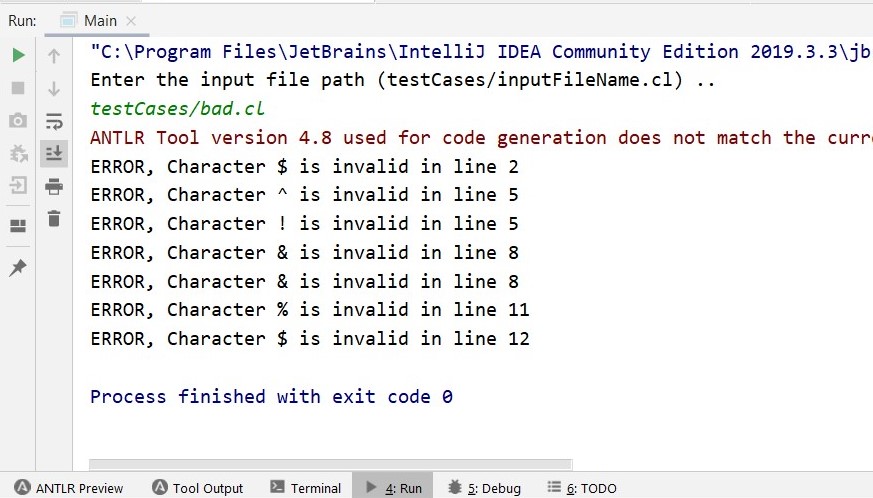 Run: Main
"C:\Program Files\JetBrains\IntelliJ IDEA Community Edition 2019.3.3\jb
Enter the input file path (testCases/inputFileName.cl) ..
testCases/bad.cl
ANTLR Tool version 4.8 used for code generation does not match the curr
ERROR, Character $ is invalid in line 2
ERROR, Character ^ is invalid in line 5
ERROR, Character ! is invalid in line 5
ERROR, Character & is invalid in line 8
ERROR, Character & is invalid in line 8
ERROR, Character % is invalid in line 11
ERROR, Character $ is invalid in line 12
Process finished with exit code 0
ANTLR Preview Tool Output Terminal 4: Run 5: Debug 6: TODO